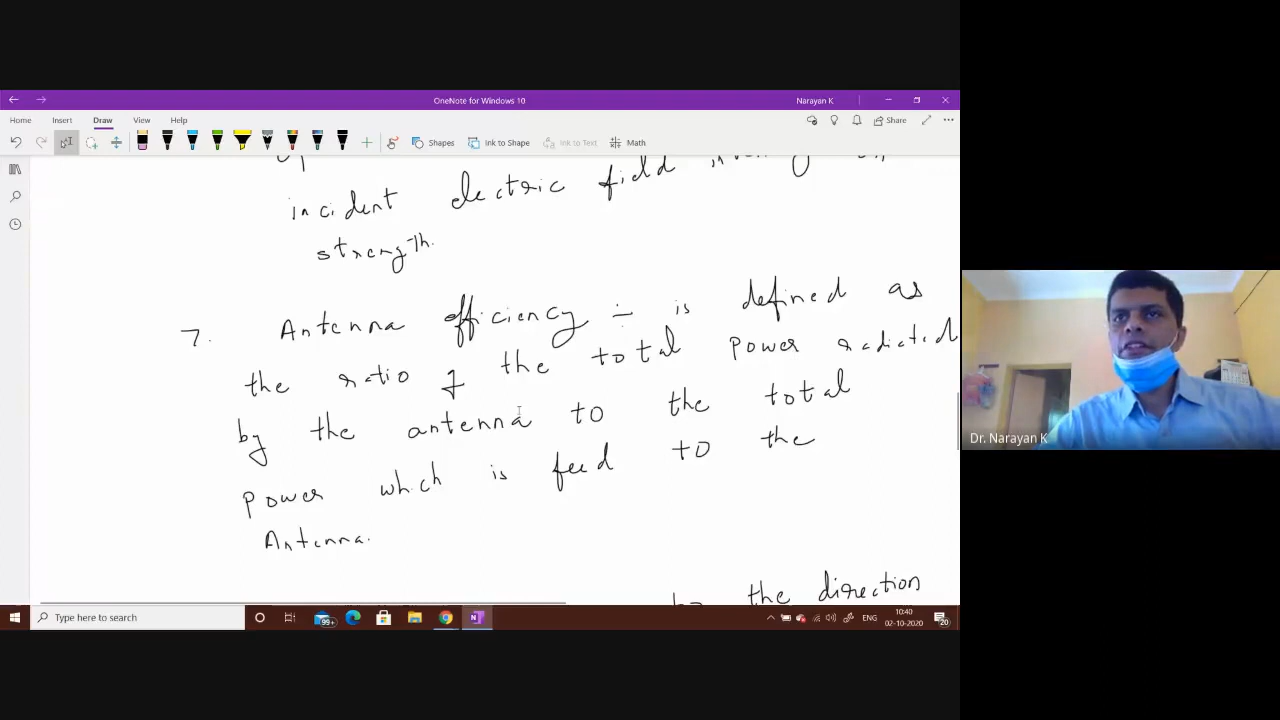 OneNote for Windows 10
Narayan K
Home Insert Draw View Help
Share
Shapes Ink to Shape Ink to Text Math
incident electric field
strength.
7. Antenna efficiency ÷ is defined as
the ratio of the total power radiated
by the antenna to the total
power which is feed to the
Antenna.
the direction
Dr. Narayan K
Type here to search
99+
ENG
10:40
02-10-2020
20